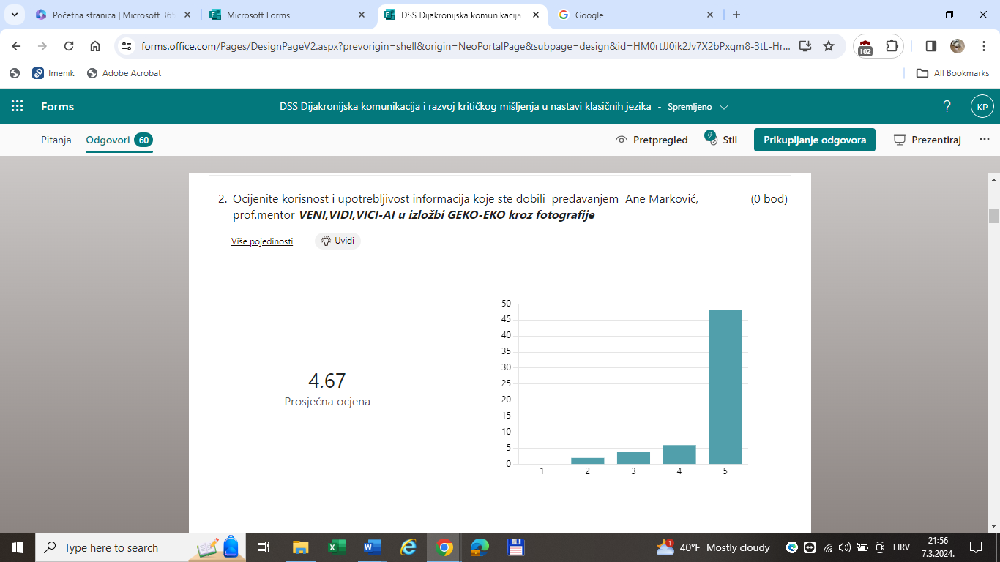 Početna stranica | Microsoft 365
Microsoft Forms
DSS Dijakronijska komunikacija
Google
forms.office.com/Pages/DesignPageV2.aspx?prevorigin=shell&origin=NeoPortalPage&subpage=design&id=HM0rtJJ0ik2Jv7X2bPxqm8-3tL-Hr...
102
Imenik
Adobe Acrobat
All Bookmarks
Forms
DSS Dijakronijska komunikacija i razvoj kritičkog mišljenja u nastavi klasičnih jezika - Spremljeno
?
KP
Pitanja
Odgovori 60
Pretpregled
Stil
Prikupljanje odgovora
Prezentiraj
2. Ocijenite korisnost i upotrebljivost informacija koje ste dobili predavanjem Ane Marković, (0 bod)
prof.mentor VENI,VIDI,VICI-AI u izložbi GEKO-EKO kroz fotografije
Više pojedinosti
Uvidi
4.67
Prosječna ocjena
50
45
40
35
30
25
20
15
10
5
0
1 2 3 4 5
Type here to search
1
40°F Mostly cloudy
HRV
21:56
7.3.2024.